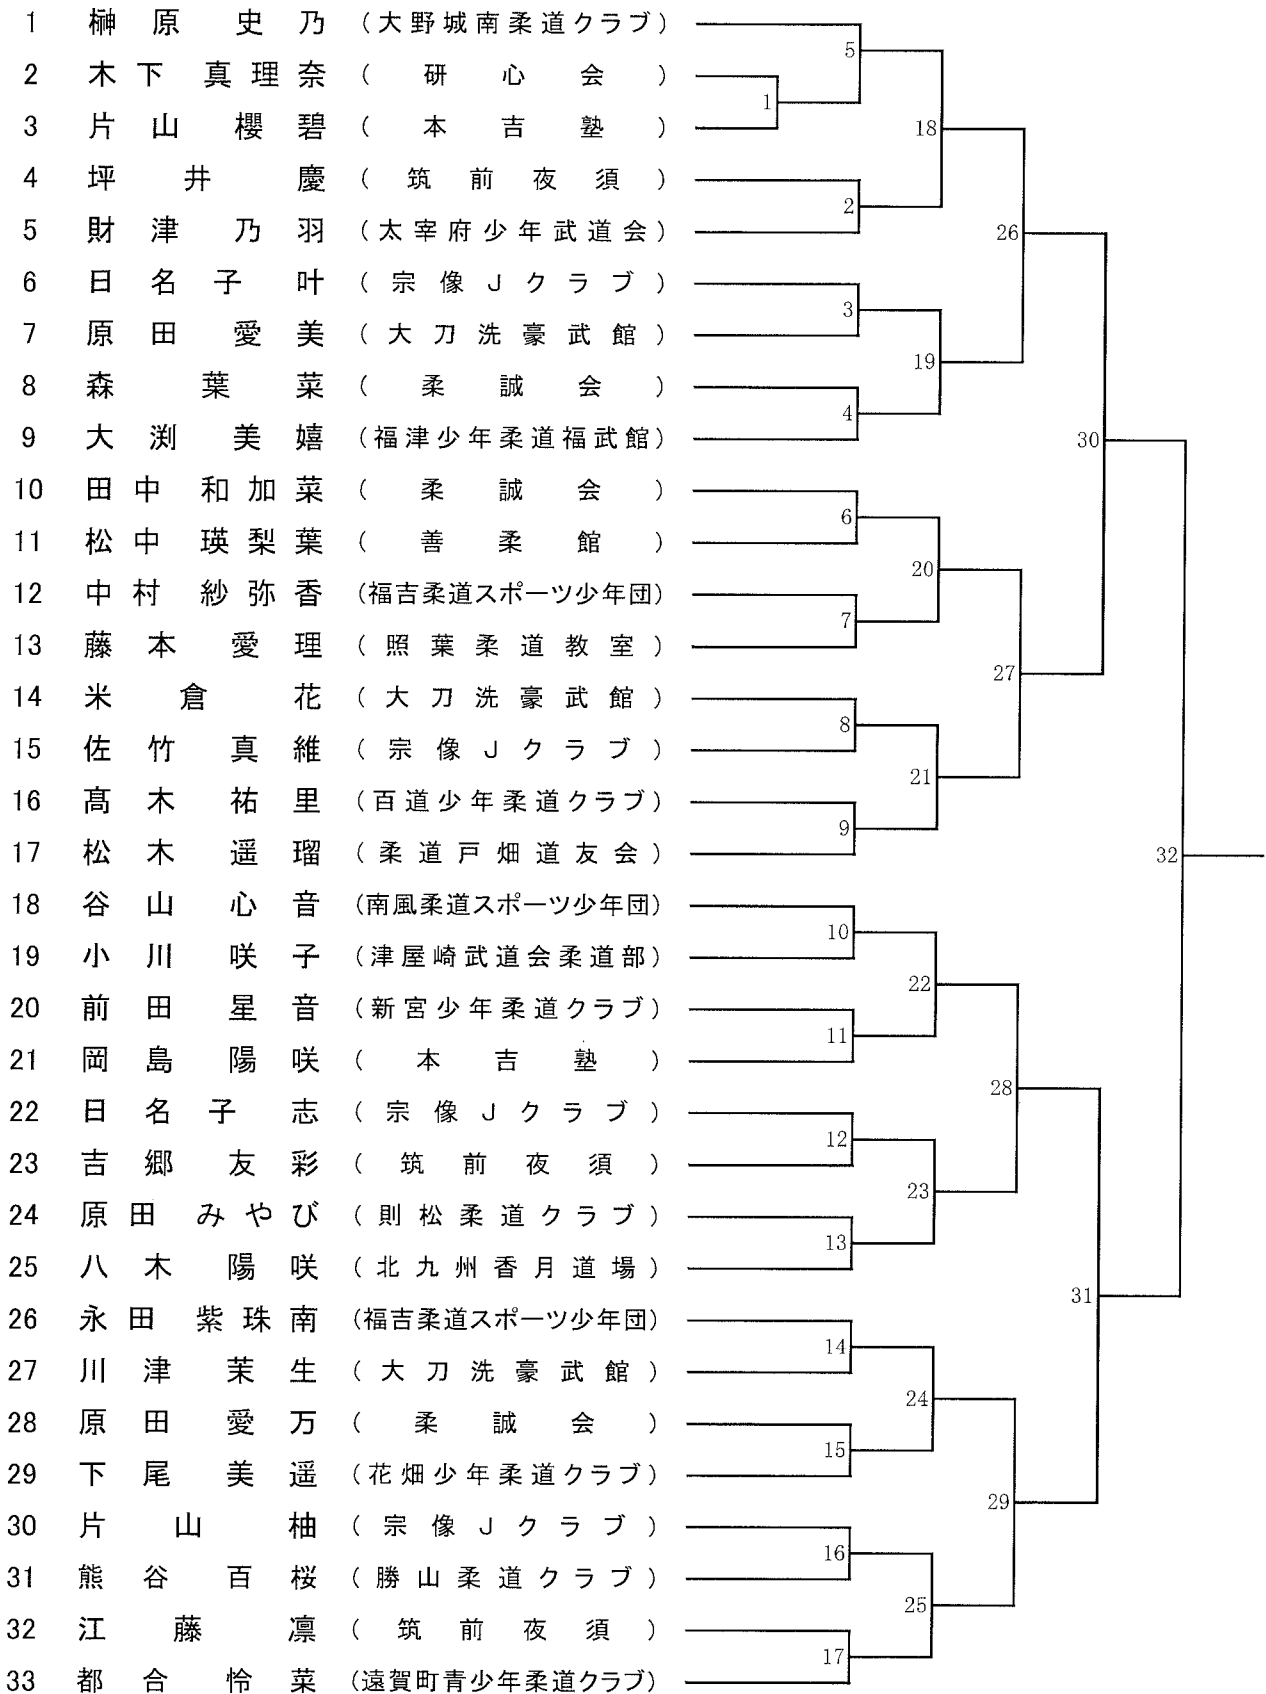 1 榊原 史乃 (大野城南柔道クラブ)
2 木下 真理奈 (研心会)
3 片山 櫻碧 (本吉塾)
4 坪井 慶 (筑前夜須)
5 財津 乃羽 (太宰府少年武道会)
6 日名子 叶 (宗像Jクラブ)
7 原田 愛美 (大刀洗豪武館)
8 森 葉菜 (柔誠会)
9 大渕 美嬉 (福津少年柔道福武館)
10 田中 和加菜 (柔誠会)
11 松中 瑛梨葉 (善柔館)
12 中村 紗弥香 (福吉柔道スポーツ少年団)
13 藤本 愛理 (照葉柔道教室)
14 米倉 花 (大刀洗豪武館)
15 佐竹 真維 (宗像Jクラブ)
16 髙木 祐里 (百道少年柔道クラブ)
17 松木 遥瑠 (柔道戸畑道友会)
18 谷山 心音 (南風柔道スポーツ少年団)
19 小川 咲子 (津屋崎武道会柔道部)
20 前田 星音 (新宮少年柔道クラブ)
21 岡島 陽咲 (本吉塾)
22 日名子 志 (宗像Jクラブ)
23 吉郷 友彩 (筑前夜須)
24 原田 みやび (則松柔道クラブ)
25 八木 陽咲 (北九州香月道場)
26 永田 紫珠南 (福吉柔道スポーツ少年団)
27 川津 茉生 (大刀洗豪武館)
28 原田 愛万 (柔誠会)
29 下尾 美遥 (花畑少年柔道クラブ)
30 片山 柚 (宗像Jクラブ)
31 熊谷 百桜 (勝山柔道クラブ)
32 江藤 凛 (筑前夜須)
33 都合 怜菜 (遠賀町青少年柔道クラブ)
1
2
3
4
5
6
7
8
9
10
11
12
13
14
15
16
17
18
19
20
21
22
23
24
25
26
27
28
29
30
31
32